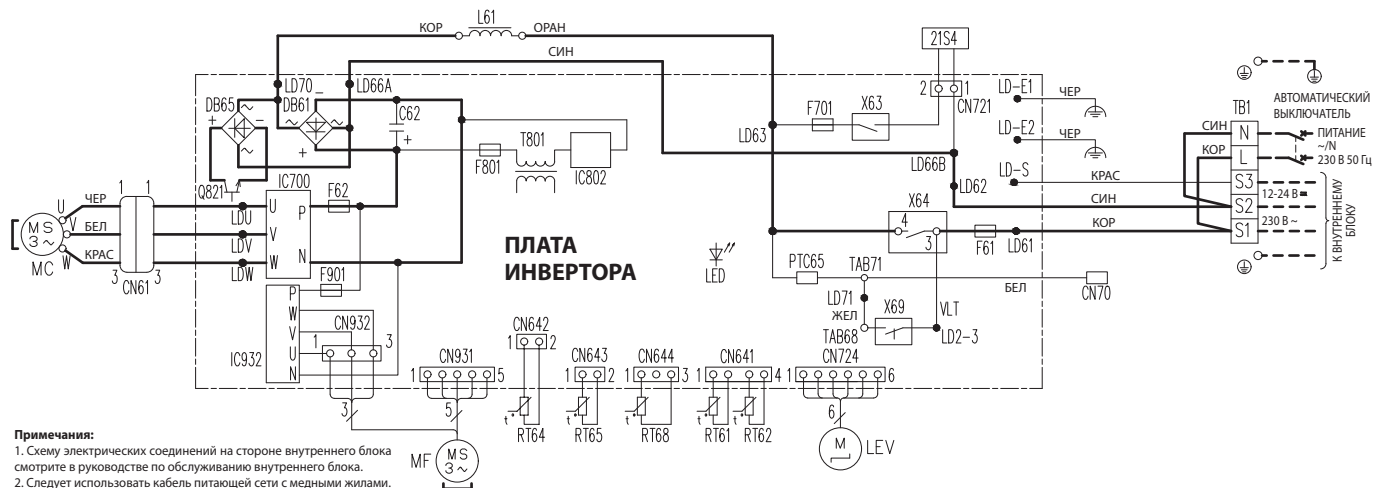 L61
КОР
ОРАН
СИН
21S4
2
1
CN721
LD-E1
ЧЕР
LD-E2
ЧЕР
LD-S
КРАС
TB1
АВТОМАТИЧЕСКИЙ
ВЫКЛЮЧАТЕЛЬ
СИН
N
ПИТАНИЕ
~/N
230 В 50 Гц
КОР
L
S3
12-24 В
S2
230 В ~
S1
К ВНУТРЕННЕМУ
БЛОКУ
СИН
КОР
LD70
LD66A
DB65
DB61
C62
+
-
~
~
-
+
~
~
+
Q821
F801
T801
IC802
F701
X63
LD63
LD66B
LD62
X64
4
3
F61
LD61
IC700
F62
U
V
W
P
N
LDU
LDV
LDW
MS
3~
MC
U
V
W
ЧЕР
БЕЛ
КРАС
1
1
3
3
CN61
ПЛАТА
ИНВЕРТОРА
LED
PTC65
TAB71
БЕЛ
CN70
LD71
ЖЕЛ
X69
VLT
TAB68
LD2-3
F901
P
W
V
U
N
IC932
CN932
1
3
3
CN931
1
5
5
MF
MS
3~
CN642
1
2
t°
RT64
CN643
1
2
t°
RT65
CN644
1
3
t°
RT68
CN641
1
4
t°
RT61
t°
RT62
CN724
1
6
6
M
LEV
Примечания:
1. Схему электрических соединений на стороне внутреннего блока
смотрите в руководстве по обслуживанию внутреннего блока.
2. Следует использовать кабель питающей сети с медными жилами.